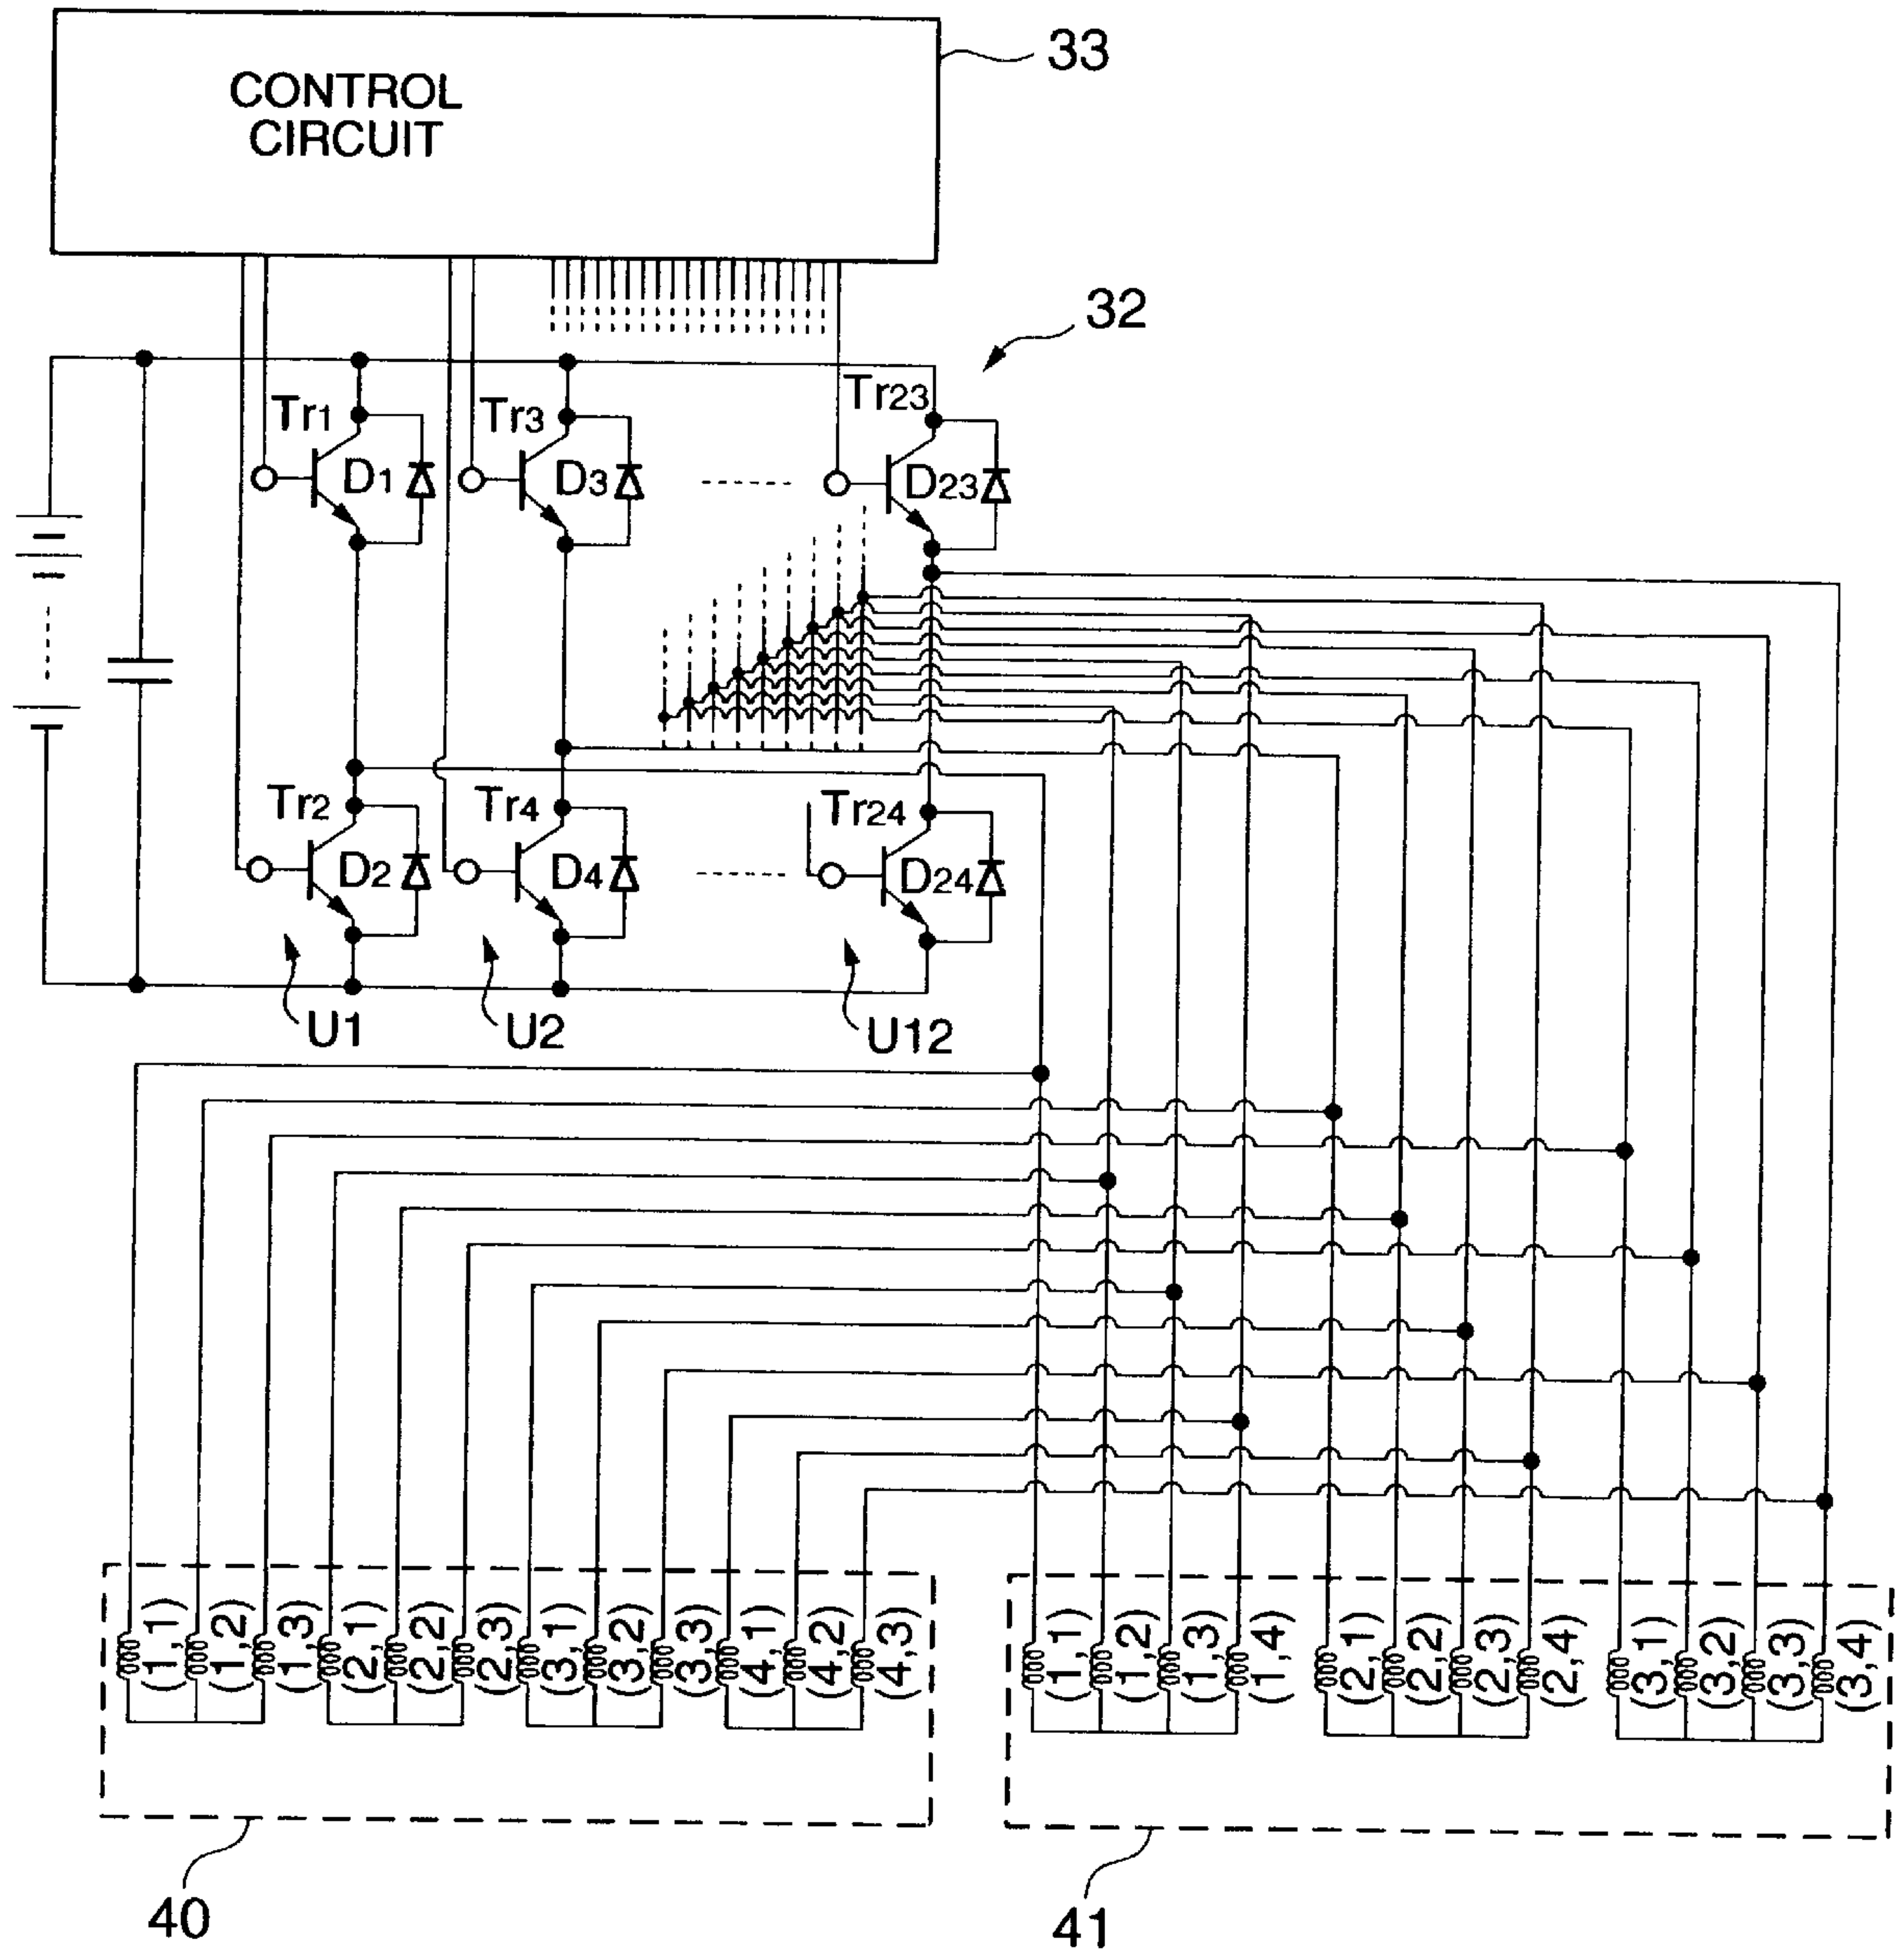 CONTROL
CIRCUIT
33
32
Tr1
D1
Tr3
D3
Tr23
D23
Tr2
D2
Tr4
D4
Tr24
D24
U1
U2
U12
(1,1)
(1,2)
(1,3)
(2,1)
(2,2)
(2,3)
(3,1)
(3,2)
(3,3)
(4,1)
(4,2)
(4,3)
(1,1)
(1,2)
(1,3)
(1,4)
(2,1)
(2,2)
(2,3)
(2,4)
(3,1)
(3,2)
(3,3)
(3,4)
40
41